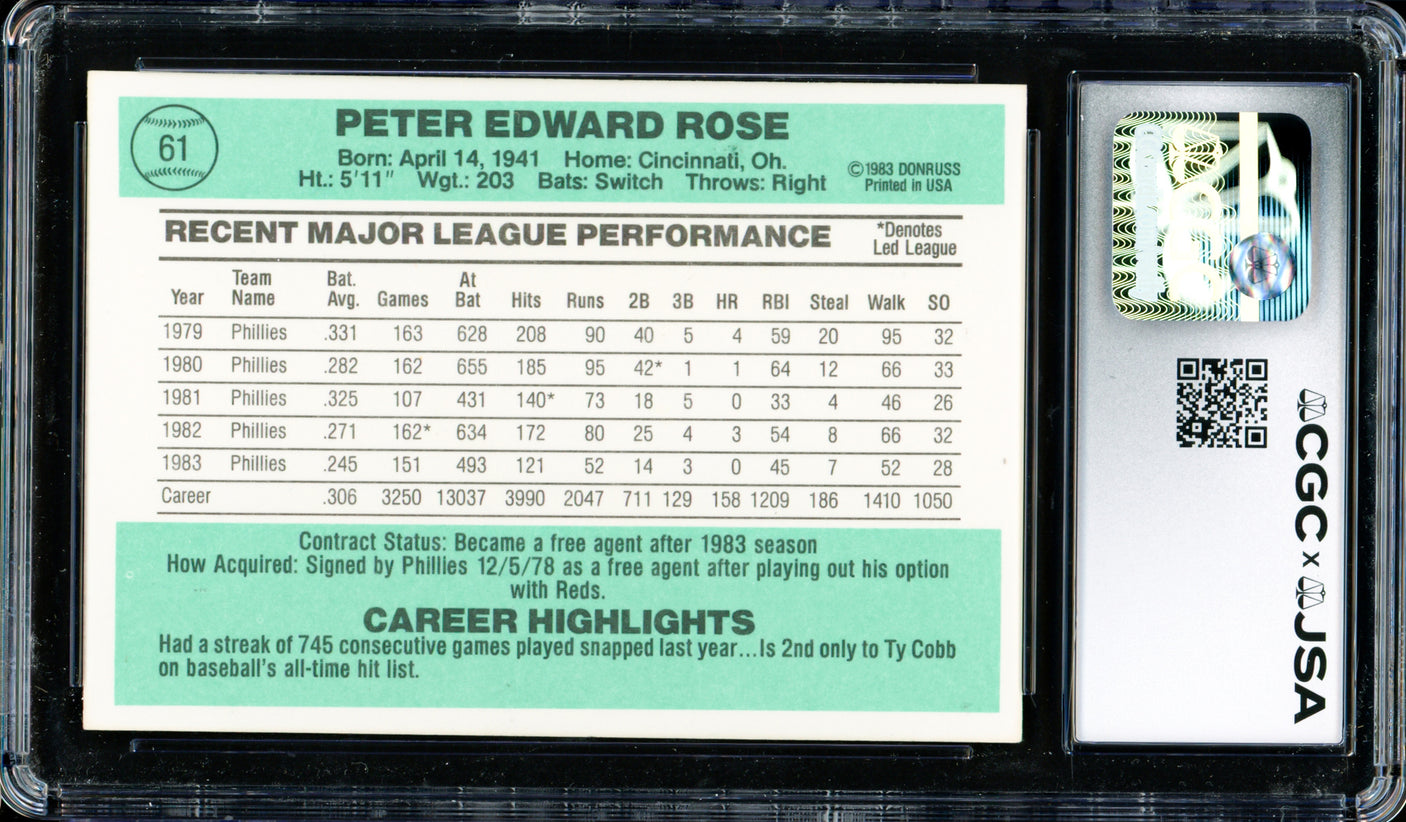 61
PETER EDWARD ROSE
Born: April 14, 1941 Home: Cincinnati, Oh.
Ht.: 5'11" Wgt.: 203 Bats: Switch Throws: Right
©1983 DONRUSS
Printed in USA
RECENT MAJOR LEAGUE PERFORMANCE
*Denotes
Led League
Year Team Name Bat. Avg. Games At Bat Hits Runs 2B 3B HR RBI Steal Walk SO
1979 Phillies .331 163 628 208 90 40 5 4 59 20 95 32
1980 Phillies .282 162 655 185 95 42* 1 1 64 12 66 33
1981 Phillies .325 107 431 140* 73 18 5 0 33 4 46 26
1982 Phillies .271 162* 634 172 80 25 4 3 54 8 66 32
1983 Phillies .245 151 493 121 52 14 3 0 45 7 52 28
Career .306 3250 13037 3990 2047 711 129 158 1209 186 1410 1050
Contract Status: Became a free agent after 1983 season
How Acquired: Signed by Phillies 12/5/78 as a free agent after playing out his option
with Reds.
CAREER HIGHLIGHTS
Had a streak of 745 consecutive games played snapped last year...Is 2nd only to Ty Cobb
on baseball's all-time hit list.
CGC x JSA